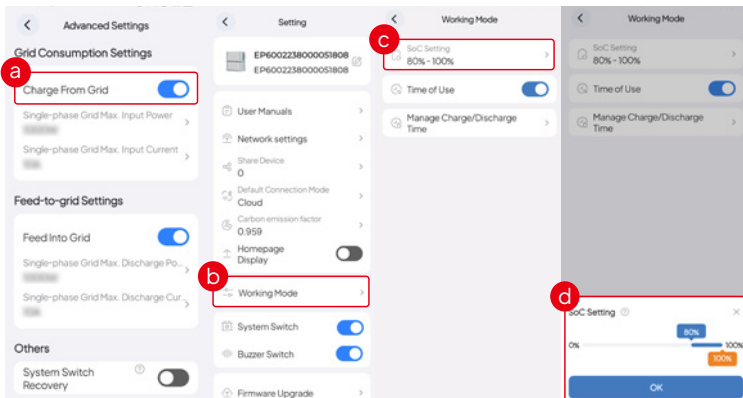 Advanced Settings
Grid Consumption Settings
a
Charge From Grid
Single-phase Grid Max. Input Power
Single-phase Grid Max. Input Current
Feed-to-grid Settings
Feed Into Grid
Single-phase Grid Max. Discharge Po...
Single-phase Grid Max. Discharge Cur...
Others
System Switch
Recovery
Setting
EP6002238000051808
EP6002238000051808
User Manuals
Network settings
Share Device
0
Default Connection Mode
Cloud
Carbon emission factor
0.959
Homepage
Display
b
Working Mode
System Switch
Buzzer Switch
Firmware Upgrade
Working Mode
c
SoC Setting
80% - 100%
Time of Use
Manage Charge/Discharge
Time
Working Mode
SoC Setting
80% - 100%
Time of Use
Manage Charge/Discharge
Time
d
SoC Setting
80%
0%
100%
100%
OK